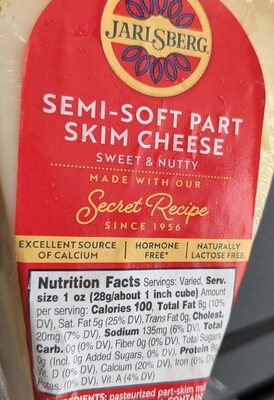 JARLSBERG®
SEMI-SOFT PART
SKIM CHEESE
SWEET & NUTTY
MADE WITH OUR
Secret Recipe
SINCE 1956
EXCELLENT SOURCE
OF CALCIUM
HORMONE
FREE*
NATURALLY
LACTOSE FREE
Nutrition Facts Servings: Varied, Serv.
size 1 oz (28g/about 1 inch cube) Amount
per serving: Calories 100, Total Fat 8g (10%
DV), Sat. Fat 5g (25% DV), Trans Fat 0g, Cholest.
20mg (7% DV), Sodium 135mg (6% DV), Total
Carb. 0g (0% DV), Fiber 0g (0% DV), Total Sugars
0g (Incl. 0g Added Sugars, 0% DV), Protein 8g,
Vit. D (0% DV), Calcium (20% DV), Iron (0%
Potas. (0% DV), Vit. A (4% DV)
INGREDIENTS: pasteurized part-skim